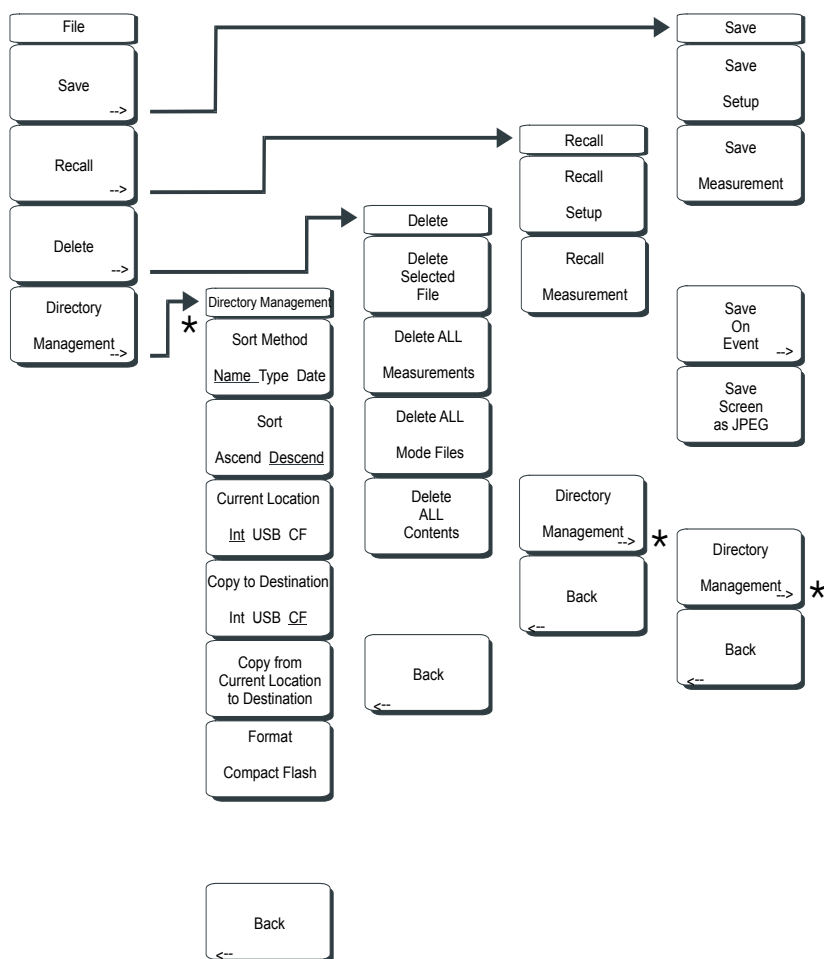 File
Save
-->
Recall
-->
Delete
-->
Directory
Management
-->
Directory Management
*
Sort Method
Name Type Date
Sort
Ascend Descend
Current Location
Int USB CF
Copy to Destination
Int USB CF
Copy from
Current Location
to Destination
Format
Compact Flash
Back
<--
Delete
Delete
Selected
File
Delete ALL
Measurements
Delete ALL
Mode Files
Delete
ALL
Contents
Back
<--
Recall
Recall
Setup
Recall
Measurement
Directory
Management
-->
*
Back
<--
Save
Save
Setup
Save
Measurement
Save
On
Event
-->
Save
Screen
as JPEG
Directory
Management
-->
*
Back
<--